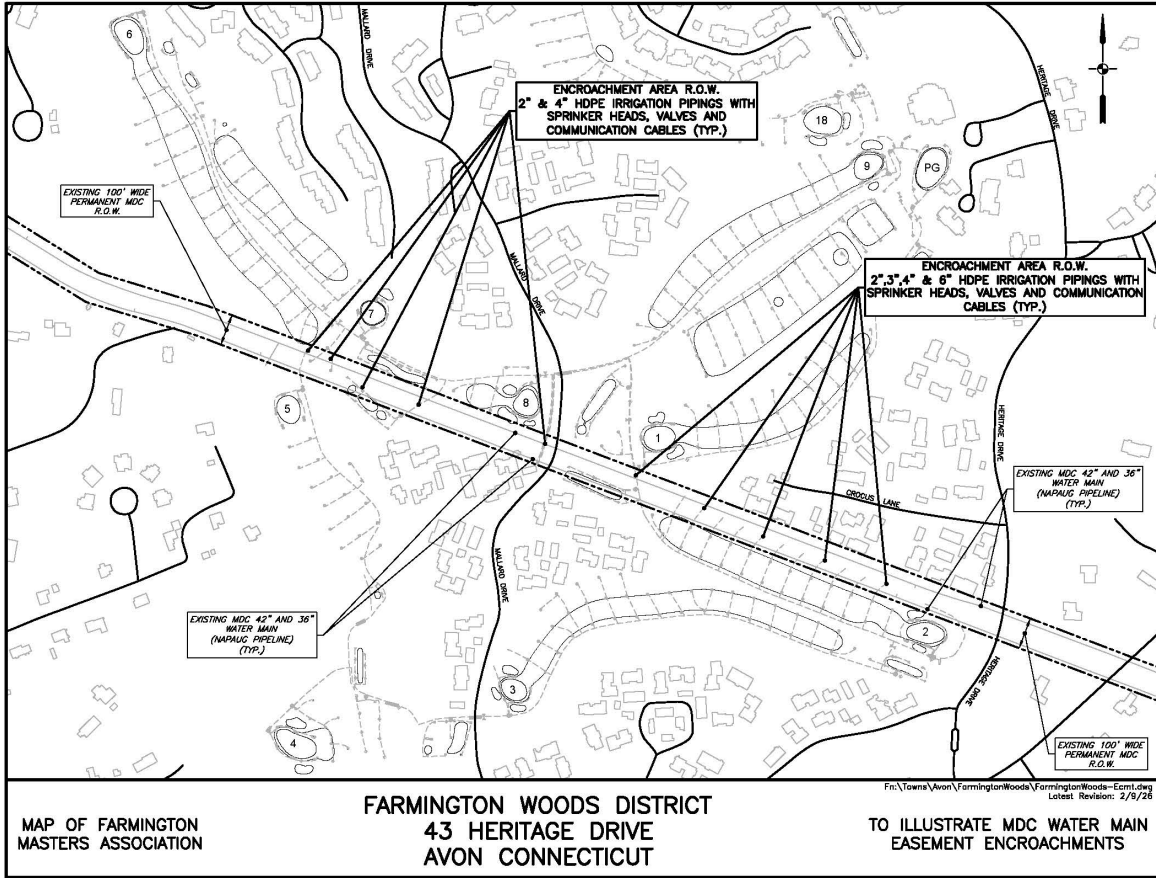 6
MALLARD DRIVE
HERITAGE DRIVE
ENCROACHMENT AREA R.O.W.
2" & 4" HDPE IRRIGATION PIPINGS WITH
SPRINKER HEADS, VALVES AND
COMMUNICATION CABLES (TYP.)
18
9
PG
EXISTING 100' WIDE
PERMANENT MDC
R.O.W.
MALLARD DRIVE
ENCROACHMENT AREA R.O.W.
2",3",4" & 6" HDPE IRRIGATION PIPINGS WITH
SPRINKER HEADS, VALVES AND COMMUNICATION
CABLES (TYP.)
7
5
8
1
HERITAGE DRIVE
EXISTING MDC 42" AND 36"
WATER MAIN
(NAPAUG PIPELINE)
(TYP.)
CROCUS LANE
MALLARD DRIVE
EXISTING MDC 42" AND 36"
WATER MAIN
(NAPAUG PIPELINE)
(TYP.)
2
3
HERITAGE DRIVE
4
EXISTING 100' WIDE
PERMANENT MDC
R.O.W.
Fn:\Towns\Avon\FarmingtonWoods\FarmingtonWoods-Ecmt.dwg
Latest Revision: 2/9/26
MAP OF FARMINGTON
MASTERS ASSOCIATION
FARMINGTON WOODS DISTRICT
43 HERITAGE DRIVE
AVON CONNECTICUT
TO ILLUSTRATE MDC WATER MAIN
EASEMENT ENCROACHMENTS